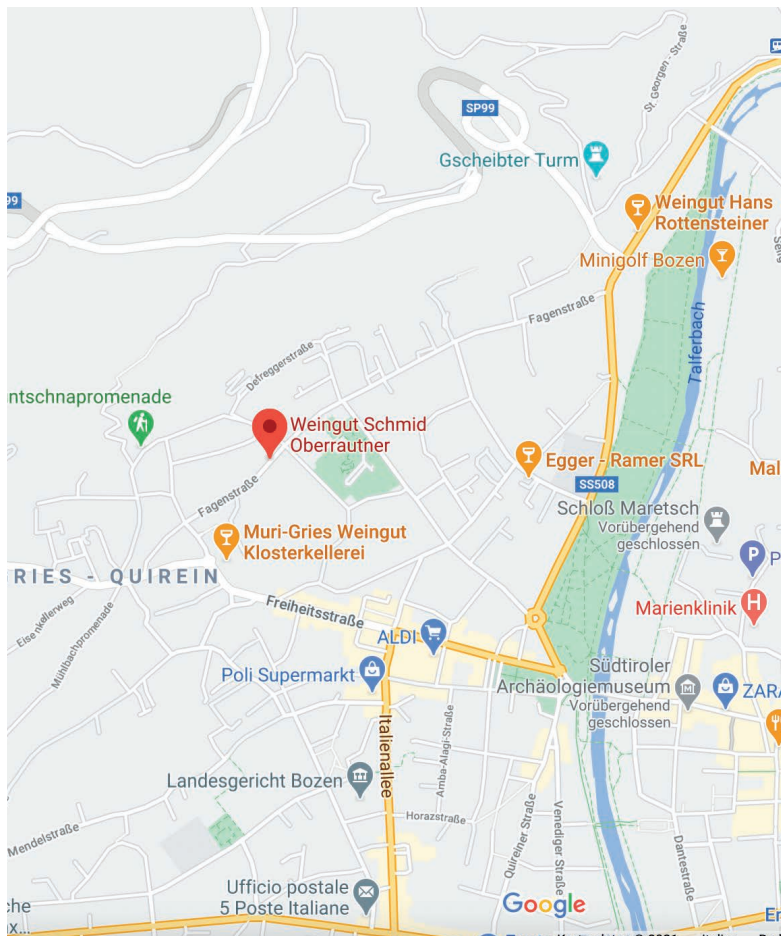 St. Georgen - Straße
SP99
Gscheibter Turm
99
Weingut Hans
Rottensteiner
Minigolf Bozen
Fagenstraße
Talferbach
Defreggerstraße
ntschnapromenade
Weingut Schmid
Oberrautner
Egger - Ramer SRL
Mal
SS508
Fagenstraße
Schloß Maretsch
Vorübergehend
geschlossen
Muri-Gries Weingut
Klosterkellerei
P
P
RIES - QUIREIN
H
Marienklinik
Freiheitsstraße
Eisenkellerweg
Mühlbachpromenade
ALDI
Südtiroler
Archäologiemuseum
Vorübergehend
geschlossen
Poli Supermarkt
ZARA
Italienallee
Amba-Alagi-Straße
Landesgericht Bozen
Horazstraße
Mendelstraße
Quireiner Straße
Venediger Straße
Dantestraße
Ufficio postale
5 Poste Italiane
che
x...
Google